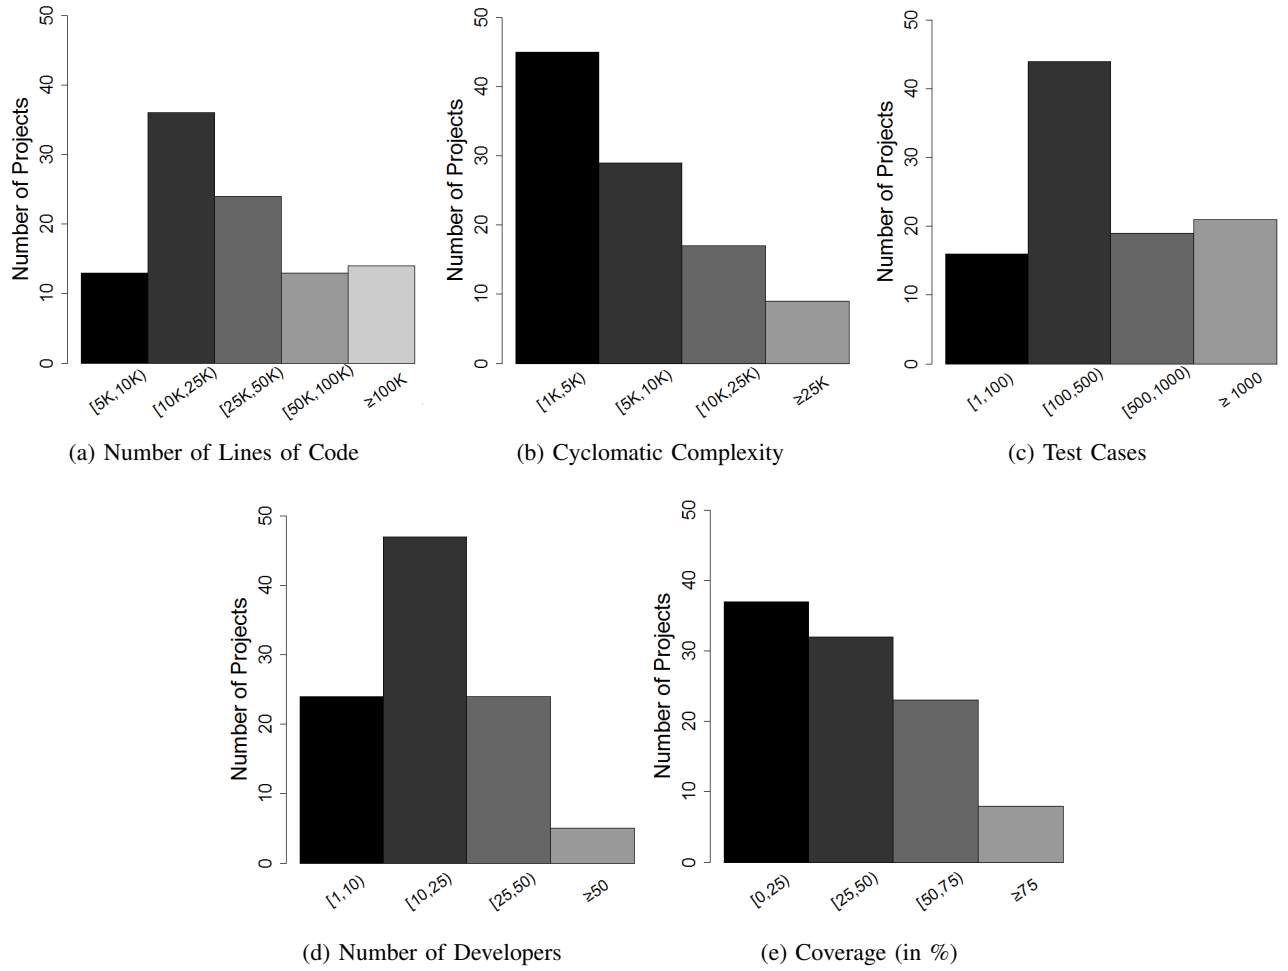 Number of Projects
0
10
20
30
40
50
[5K,10K)
[10K,25K)
[25K,50K)
[50K,100K)
≥100K
(a) Number of Lines of Code
Number of Projects
0
10
20
30
40
50
[1K,5K)
[5K,10K)
[10K,25K)
≥25K
(b) Cyclomatic Complexity
Number of Projects
0
10
20
30
40
50
[1,100)
[100,500)
[500,1000)
≥ 1000
(c) Test Cases
Number of Projects
0
10
20
30
40
50
[1,10)
[10,25)
[25,50)
≥50
(d) Number of Developers
Number of Projects
0
10
20
30
40
50
[0,25)
[25,50)
[50,75)
≥75
(e) Coverage (in %)